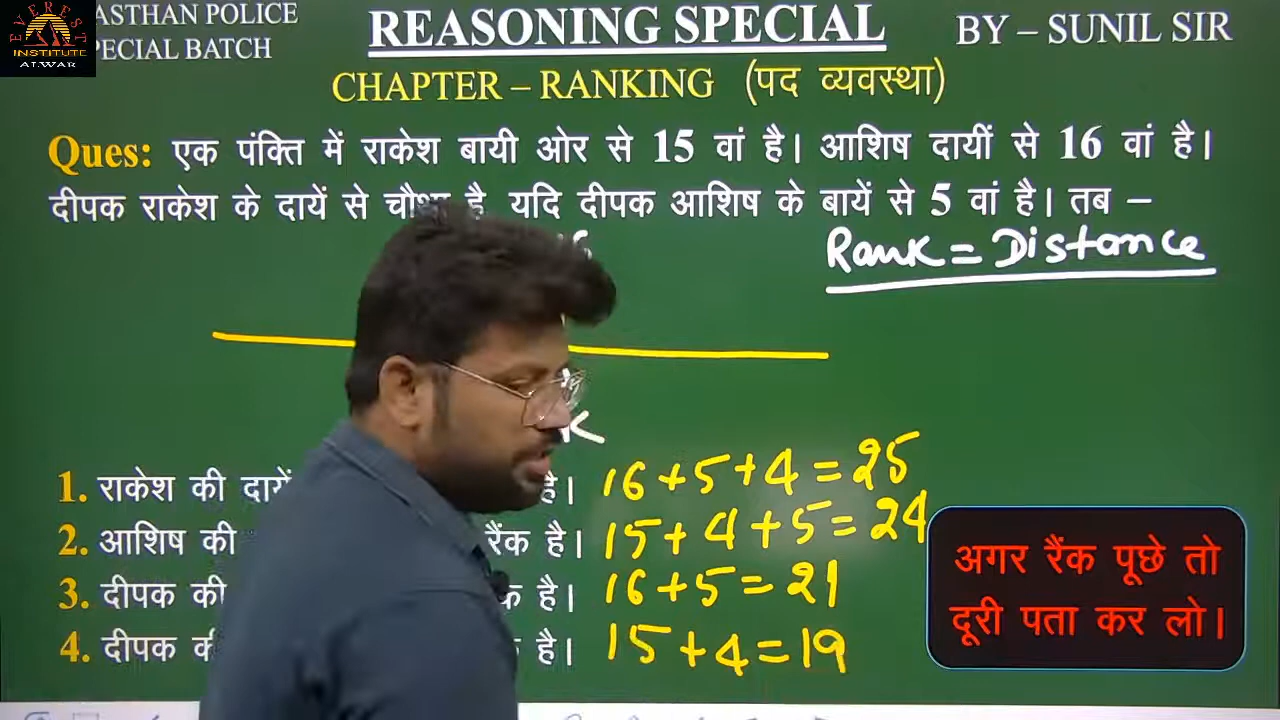 EVEREST
INSTITUTE
ALWAR
ASTHAN POLICE
PECIAL BATCH
REASONING SPECIAL
BY – SUNIL SIR
CHAPTER – RANKING (पद व्यवस्था)
Ques: एक पंक्ति में राकेश बायी ओर से 15 वां है। आशिष दायीं से 16 वां है।
दीपक राकेश के दायें से है यदि दीपक आशिष के बायें से 5 वां है। तब –
Rank = Distance
1. राकेश की है। 16+5+4=25
2. आशिष की रैंक है। 15+4+5=24
3. दीपक की है। 16+5=21
4. दीपक है। 15+4=19
अगर रैंक पूछे तो
दूरी पता कर लो।